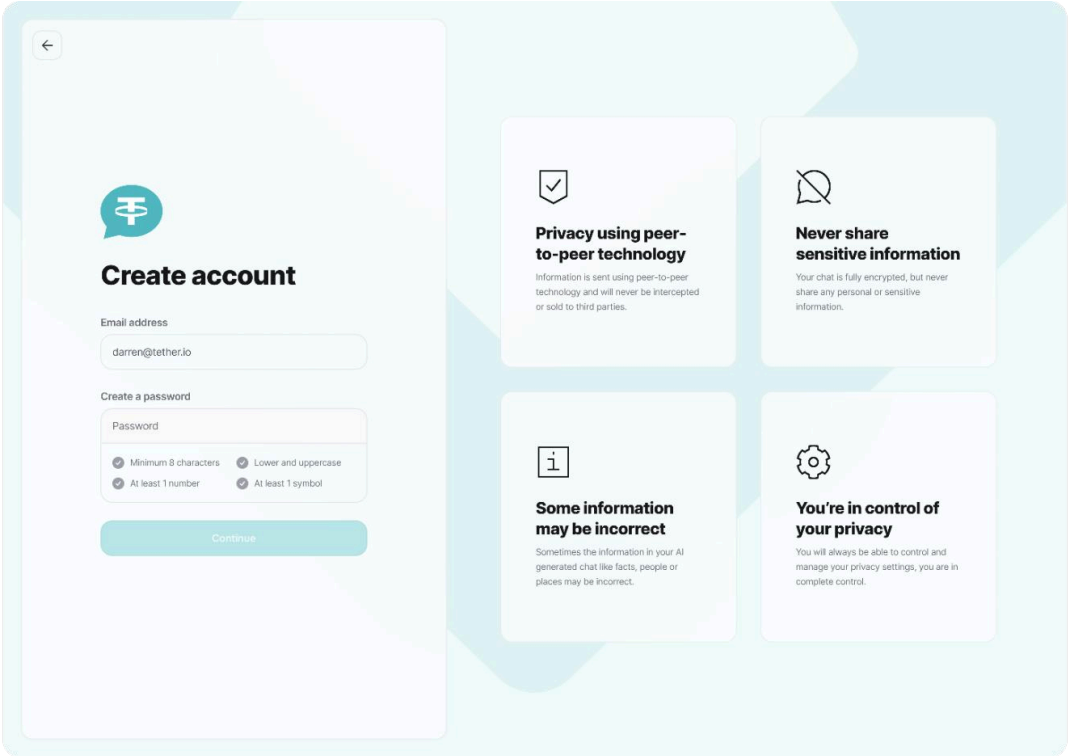 Create account
Email address
darren@tether.io
Create a password
Password
Minimum 8 characters
Lower and uppercase
At least 1 number
At least 1 symbol
Continue
Privacy using peer-
to-peer technology
Information is sent using peer-to-peer
technology and will never be intercepted
or sold to third parties.
Never share
sensitive information
Your chat is fully encrypted, but never
share any personal or sensitive
information.
Some information
may be incorrect
Sometimes the information in your AI
generated chat like facts, people or
places may be incorrect.
You're in control of
your privacy
You will always be able to control and
manage your privacy settings, you are in
complete control.